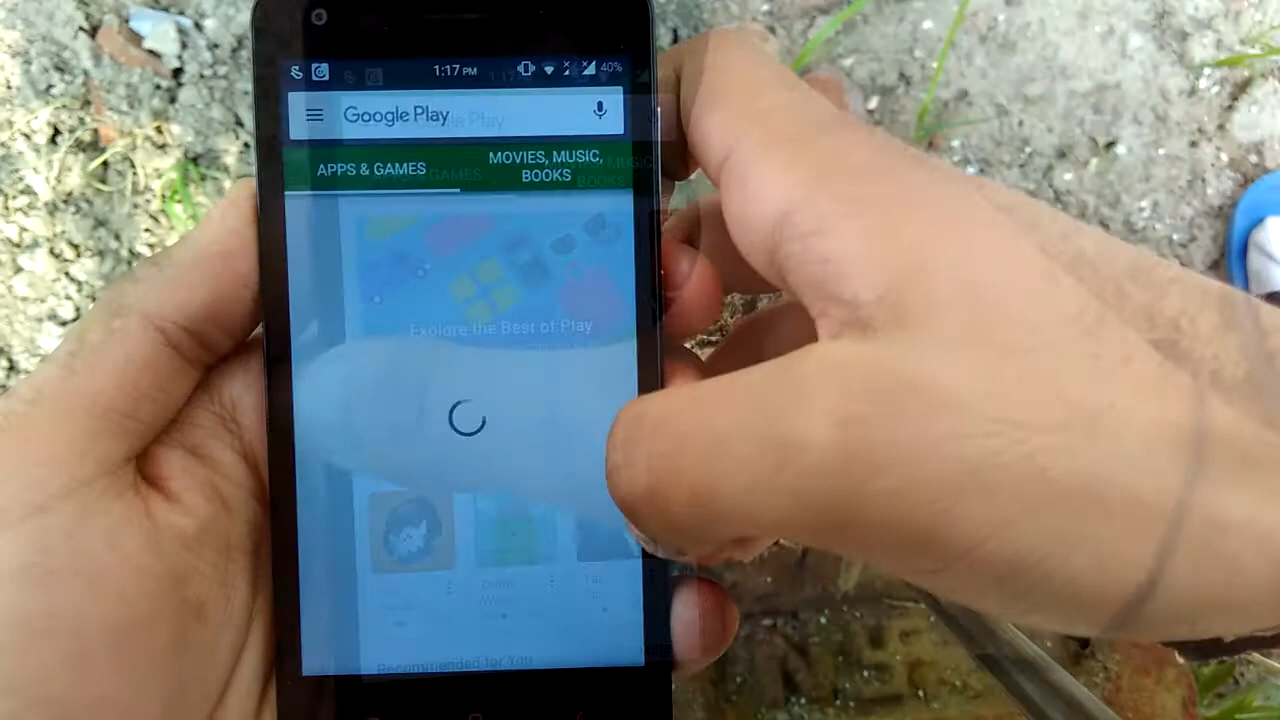 1:17 PM 40%
Google Play
APPS & GAMES
MOVIES, MUSIC,
BOOKS
Explore the Best of Play
Recommended for You